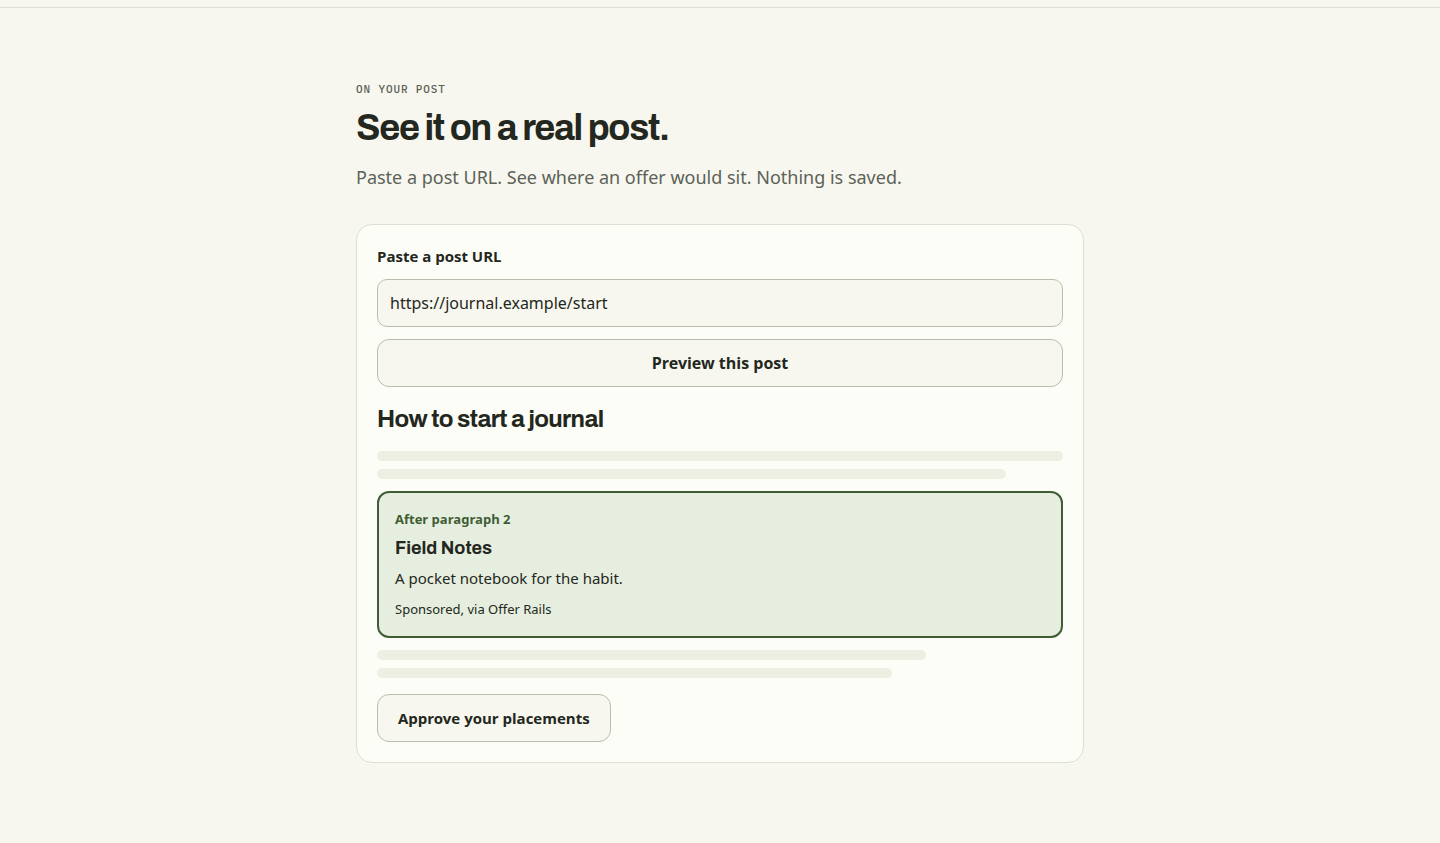 ON YOUR POST
See it on a real post.
Paste a post URL. See where an offer would sit. Nothing is saved.
Paste a post URL
https://journal.example/start
Preview this post
How to start a journal
After paragraph 2
Field Notes
A pocket notebook for the habit.
Sponsored, via Offer Rails
Approve your placements